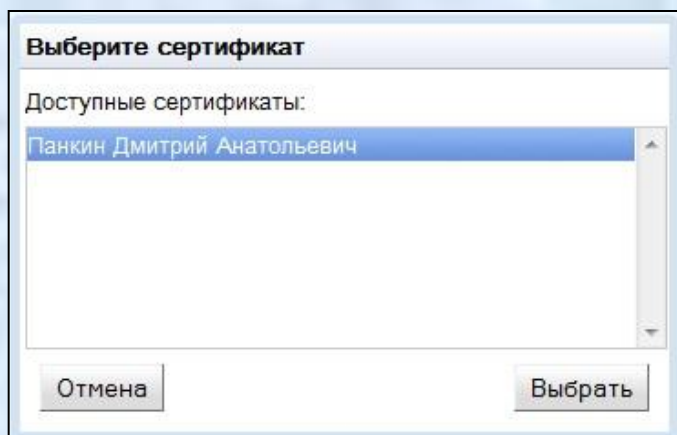 Выберите сертификат
Доступные сертификаты:
Панкин Дмитрий Анатольевич
Отмена
Выбрать